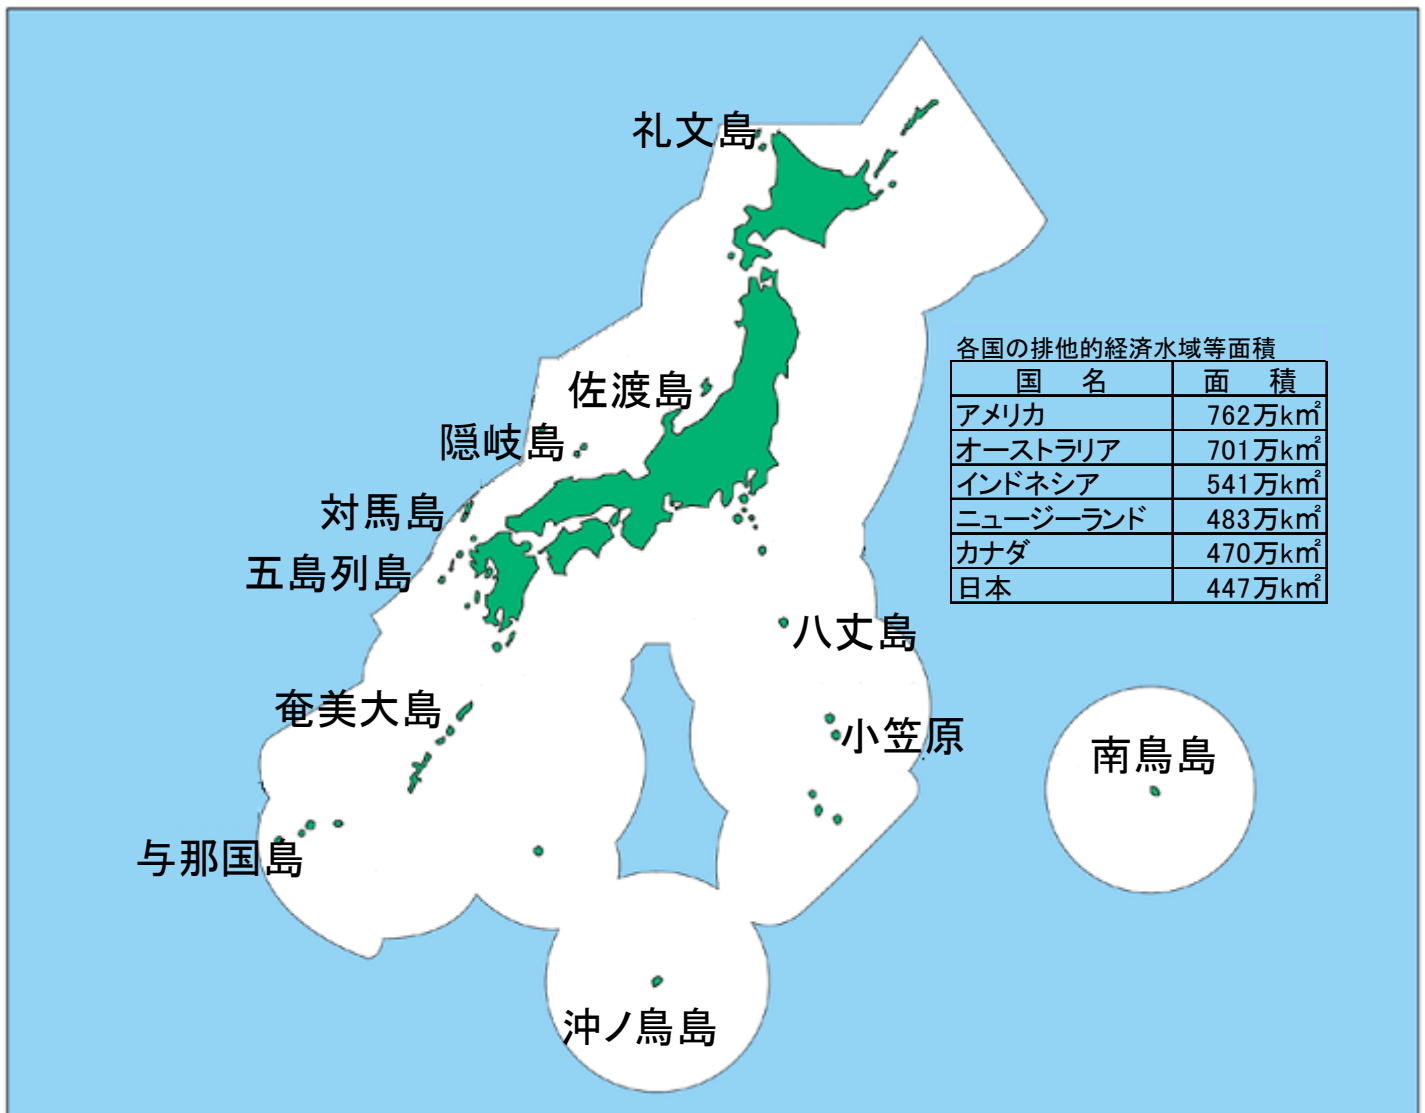 礼文島
各国の排他的経済水域等面積
国 名 面 積
アメリカ 762万k㎡
オーストラリア 701万k㎡
インドネシア 541万k㎡
ニュージーランド 483万k㎡
カナダ 470万k㎡
日本 447万k㎡
佐渡島
隠岐島
対馬島
五島列島
八丈島
奄美大島
小笠原
南鳥島
与那国島
沖ノ鳥島